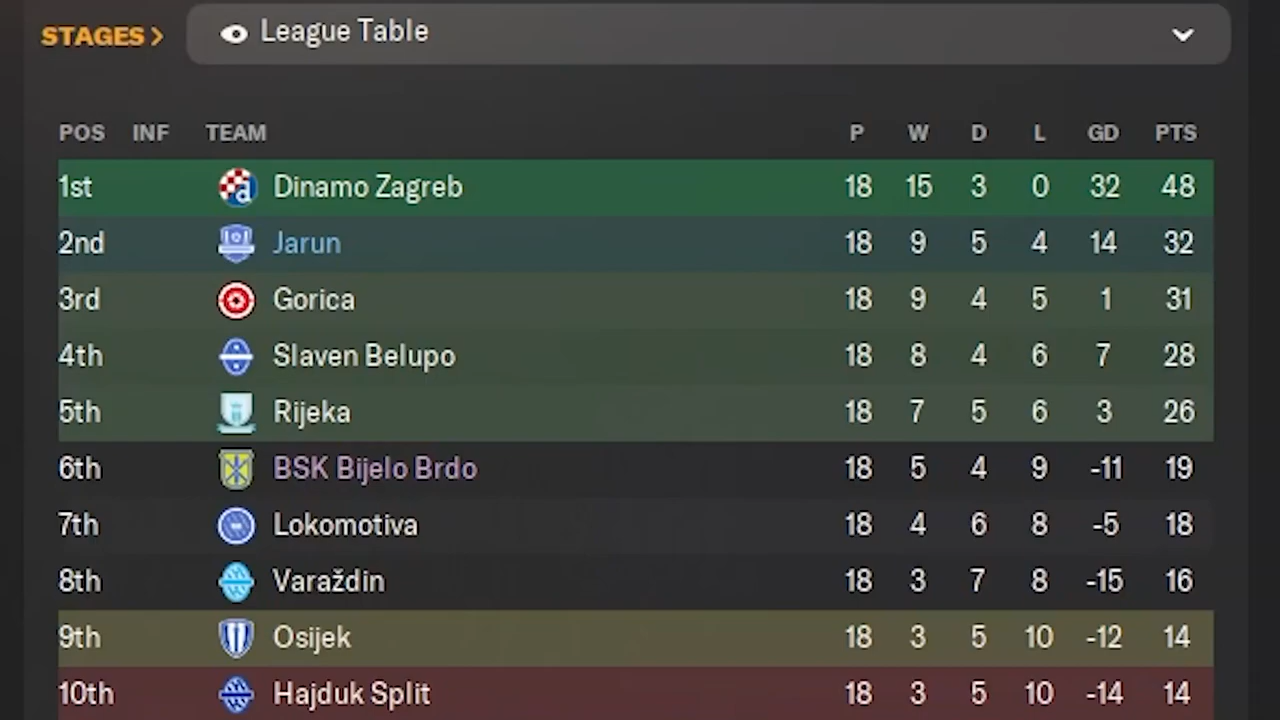 STAGES > League Table
POS INF TEAM P W D L GD PTS
1st Dinamo Zagreb 18 15 3 0 32 48
2nd Jarun 18 9 5 4 14 32
3rd Gorica 18 9 4 5 1 31
4th Slaven Belupo 18 8 4 6 7 28
5th Rijeka 18 7 5 6 3 26
6th BSK Bijelo Brdo 18 5 4 9 -11 19
7th Lokomotiva 18 4 6 8 -5 18
8th Varaždin 18 3 7 8 -15 16
9th Osijek 18 3 5 10 -12 14
10th Hajduk Split 18 3 5 10 -14 14